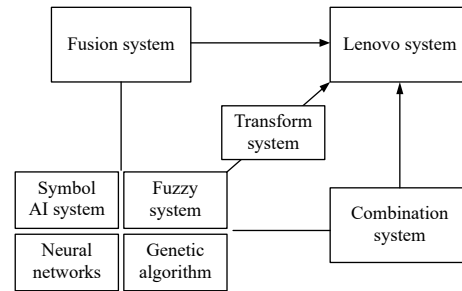 Fusion system
Lenovo system
Transform
system
Symbol
AI system
Fuzzy
system
Combination
system
Neural
networks
Genetic
algorithm